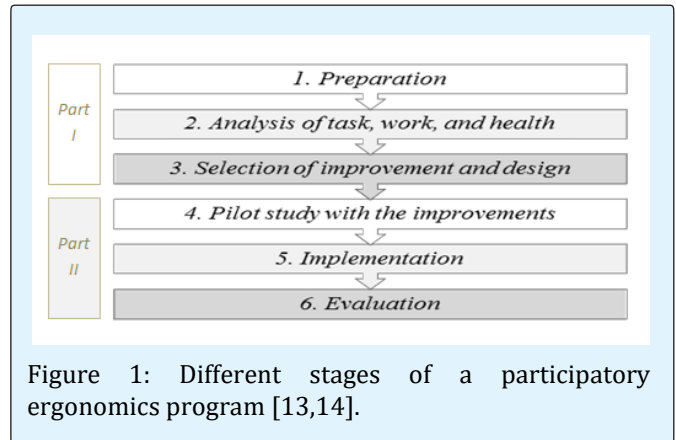 Part
I
1. Preparation
2. Analysis of task, work, and health
3. Selection of improvement and design
Part
II
4. Pilot study with the improvements
5. Implementation
6. Evaluation
Figure 1: Different stages of a participatory
ergonomics program [13,14].